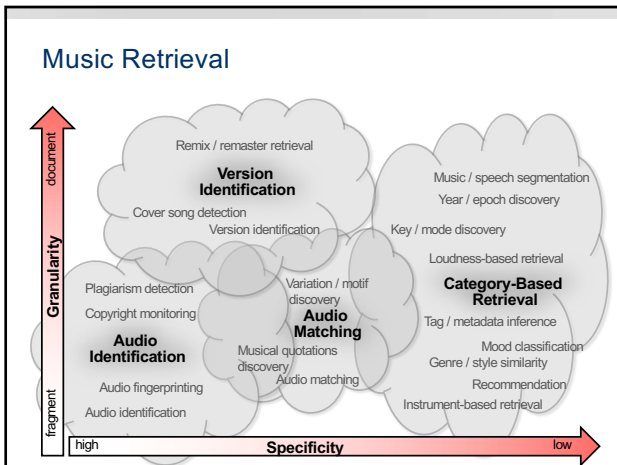 Music Retrieval
document
Granularity
fragment
Remix / remaster retrieval
Version
Identification
Cover song detection
Version identification
Music / speech segmentation
Year / epoch discovery
Key / mode discovery
Loudness-based retrieval
Category-Based
Retrieval
Tag / metadata inference
Mood classification
Genre / style similarity
Recommendation
Instrument-based retrieval
Plagiarism detection
Copyright monitoring
Audio
Identification
Audio fingerprinting
Audio identification
Variation / motif
discovery
Audio
Matching
Musical quotations
discovery
Audio matching
high
Specificity
low